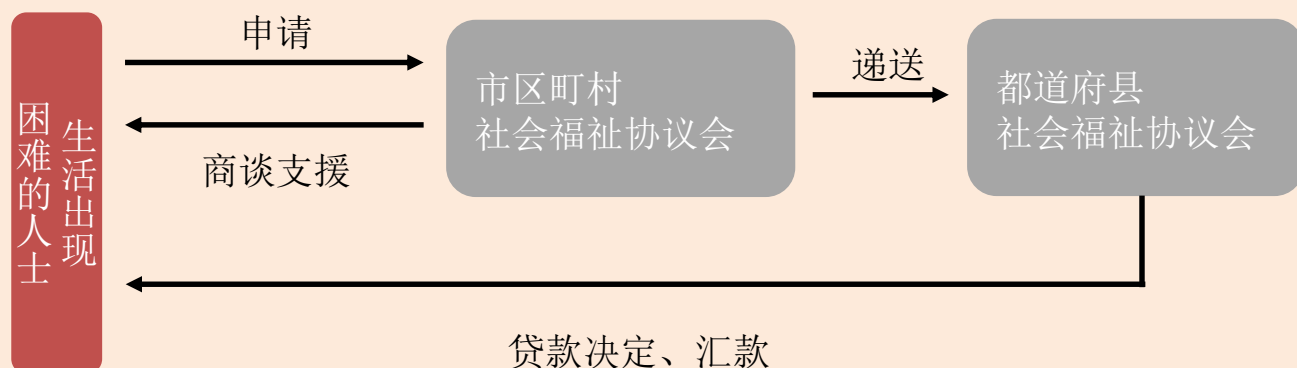 生活出现
困难的人士
申请
商谈支援
市区町村
社会福祉协议会
递送
都道府县
社会福祉协议会
贷款决定、汇款